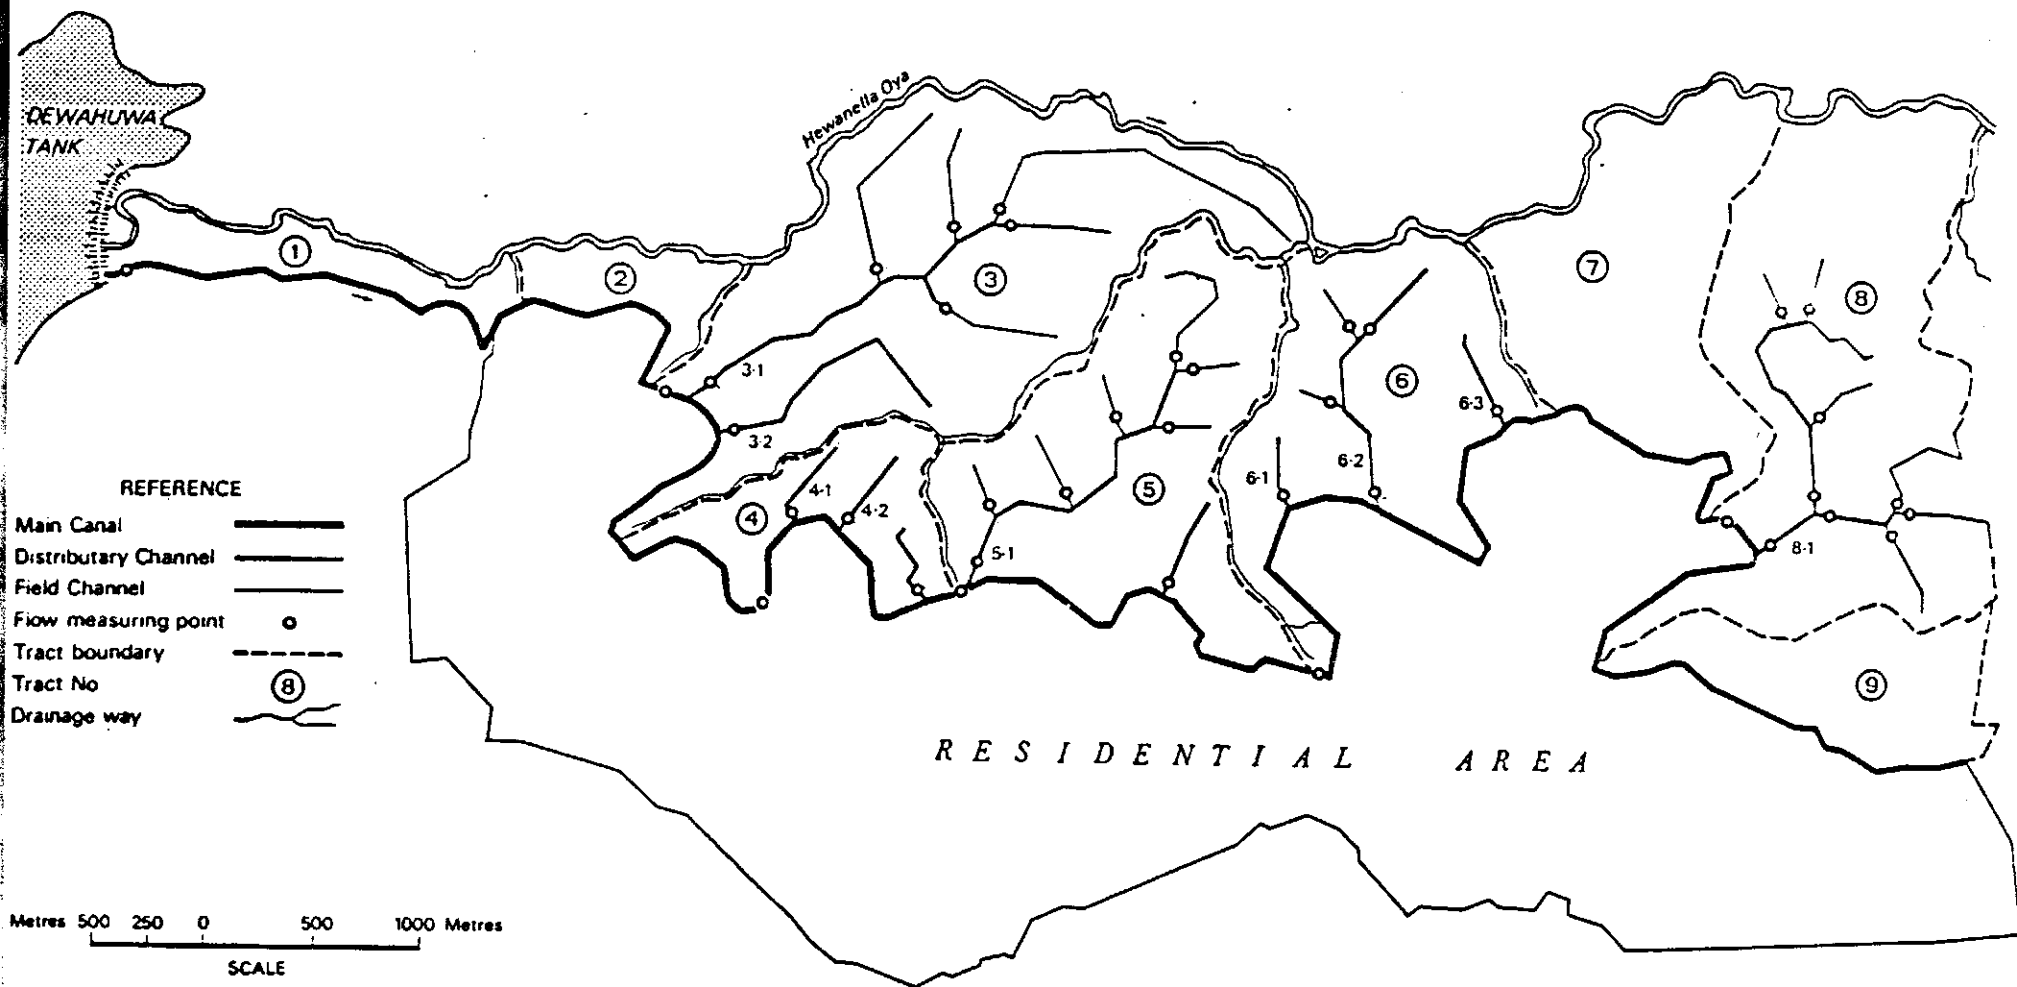 DEWAHUWA
TANK
Hewanella Oya
1
2
3
7
8
3·1
6
6·3
3·2
6·2
6·1
4·1
5
4
4·2
5·1
8·1
9
REFERENCE
Main Canal
Distributary Channel
Field Channel
Flow measuring point
Tract boundary
Tract No 8
Drainage way
RESIDENTIAL AREA
Metres 500 250 0 500 1000 Metres
SCALE